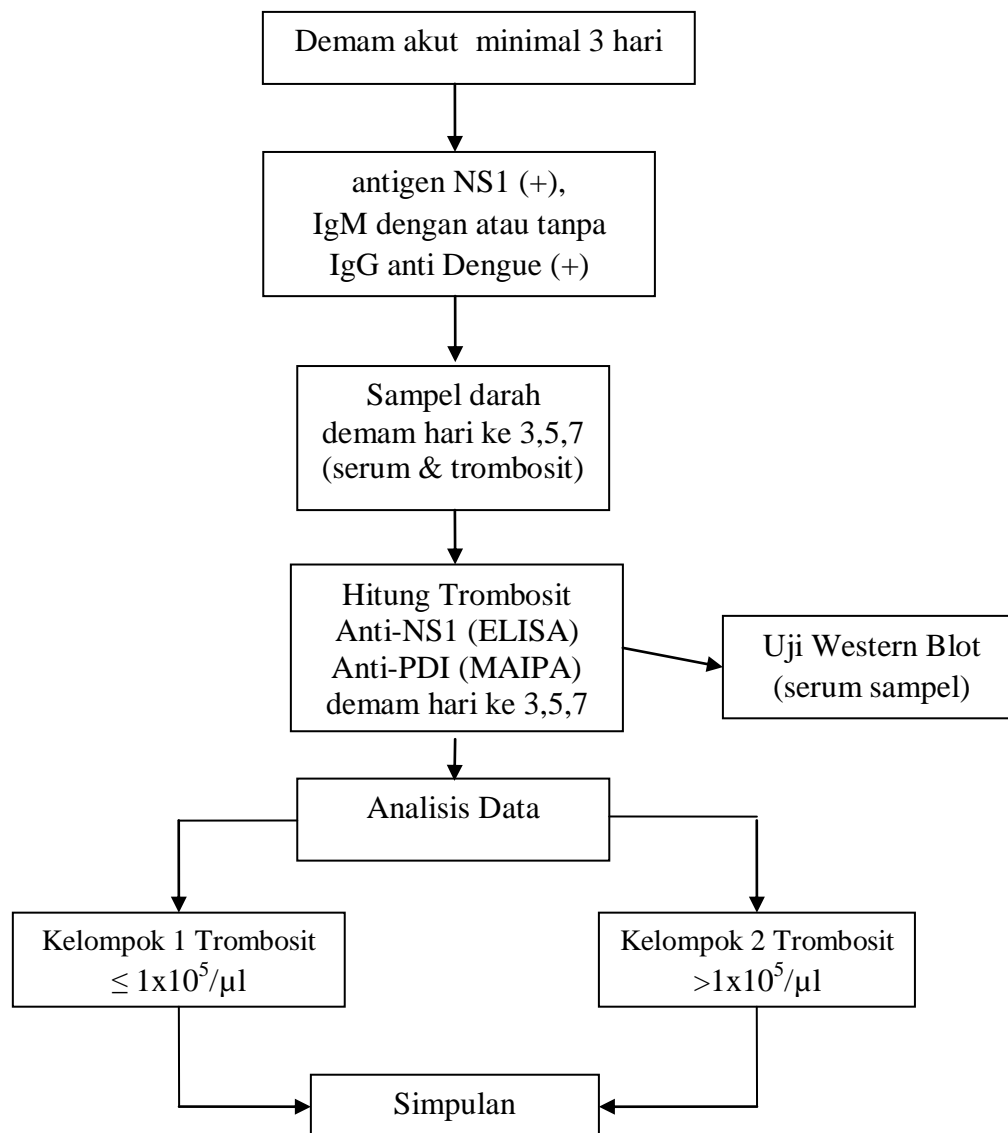 Demam akut  minimal 3 hari
antigen NS1 (+),
IgM dengan atau tanpa
IgG anti Dengue (+)
Sampel darah
demam hari ke 3,5,7
(serum & trombosit)
Hitung Trombosit
Anti-NS1 (ELISA)
Anti-PDI (MAIPA)
demam hari ke 3,5,7
Uji Western Blot
(serum sampel)
Analisis Data
Kelompok 1 Trombosit
≤ 1x10⁵/µl
Kelompok 2 Trombosit
>1x10⁵/µl
Simpulan